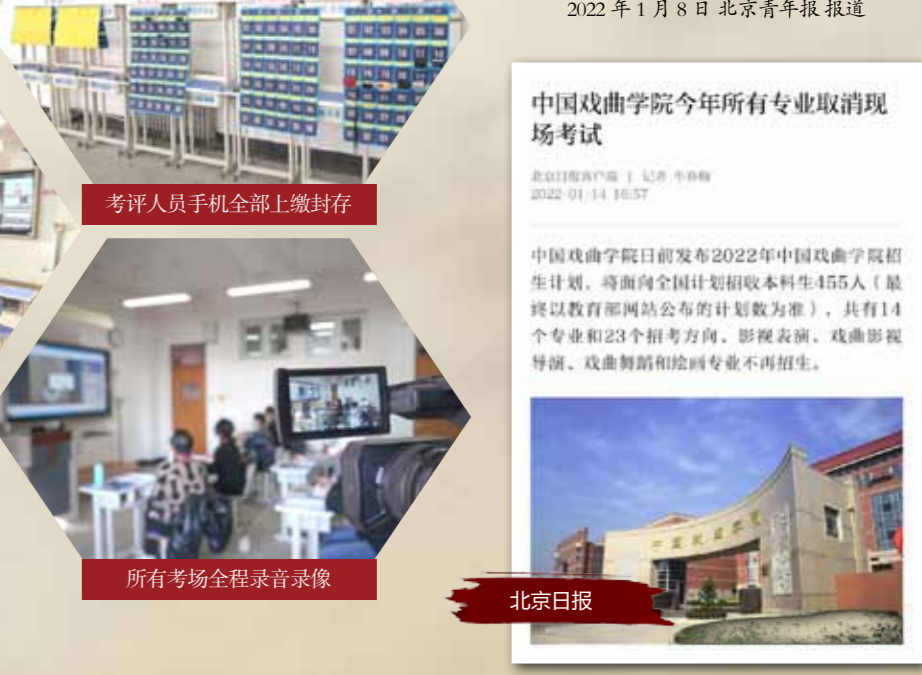 2022 年 1 月 8 日 北京青年报 报道
考评人员手机全部上缴封存
所有考场全程录音录像
中国戏曲学院今年所有专业取消现
场考试
北京日报客户端 | 记者 牛春梅
2022-01-14 16:57
中国戏曲学院日前发布2022年中国戏曲学院招
生计划，将面向全国计划招收本科生455人（最
终以教育部网站公布的计划数为准），共有14
个专业和23个招考方向，影视表演、戏曲影视
导演、戏曲舞蹈和绘画专业不再招生。
中国戏曲学院
北京日报